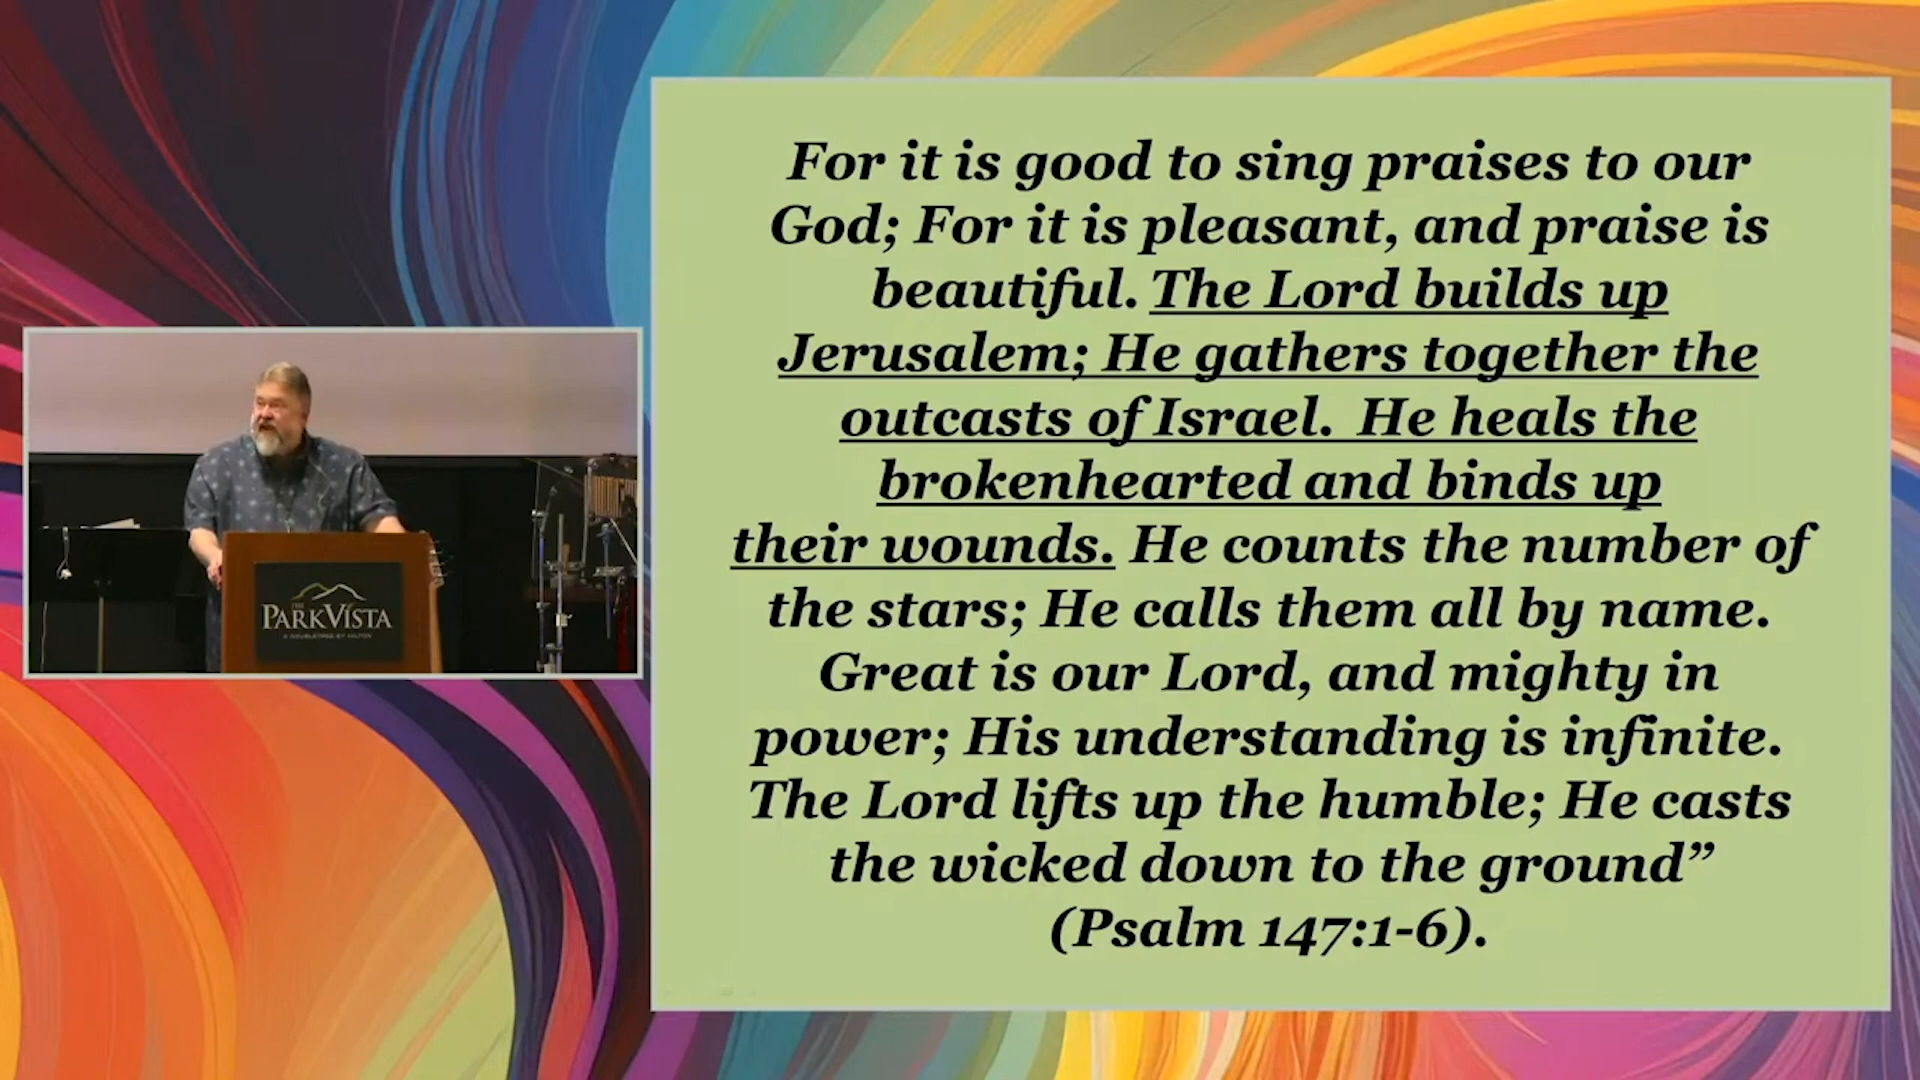 For it is good to sing praises to our
God; For it is pleasant, and praise is
beautiful. The Lord builds up
Jerusalem; He gathers together the
outcasts of Israel. He heals the
brokenhearted and binds up
their wounds. He counts the number of
the stars; He calls them all by name.
Great is our Lord, and mighty in
power; His understanding is infinite.
The Lord lifts up the humble; He casts
the wicked down to the ground”
(Psalm 147:1-6).
THE
PARKVISTA
A DOUBLETREE BY HILTON